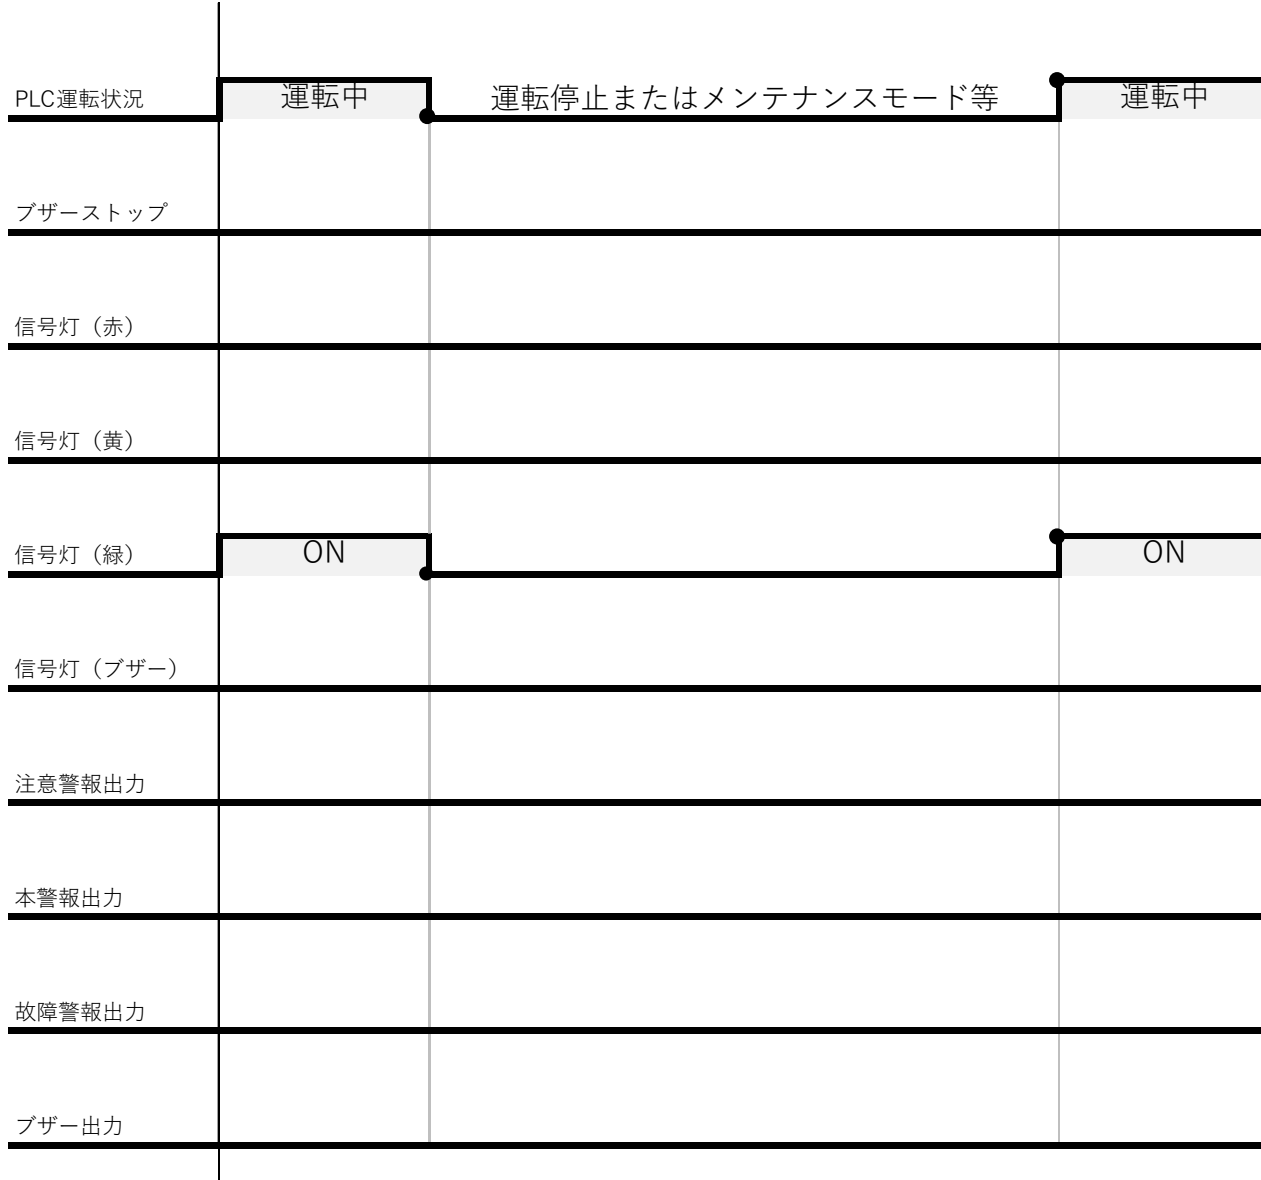 PLC運転状況
運転中
運転停止またはメンテナンスモード等
運転中
ブザーストップ
信号灯（赤）
信号灯（黄）
信号灯（緑）
ON
ON
信号灯（ブザー）
注意警報出力
本警報出力
故障警報出力
ブザー出力